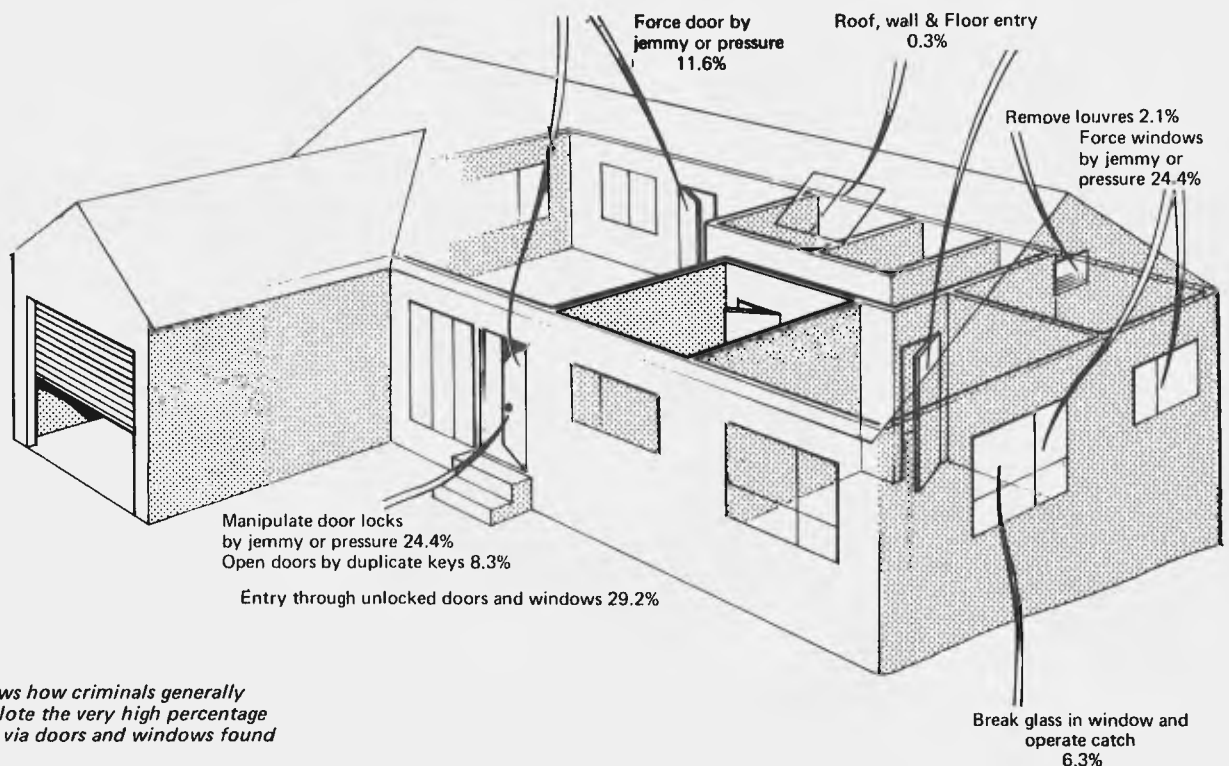 Force door by
jemmy or pressure
11.6%
Roof, wall & Floor entry
0.3%
Remove louvres 2.1%
Force windows
by jemmy or
pressure 24.4%
Manipulate door locks
by jemmy or pressure 24.4%
Open doors by duplicate keys 8.3%
Entry through unlocked doors and windows 29.2%
how criminals generally
the very high percentage
via doors and windows found
Break glass in window and
operate catch
6.3%